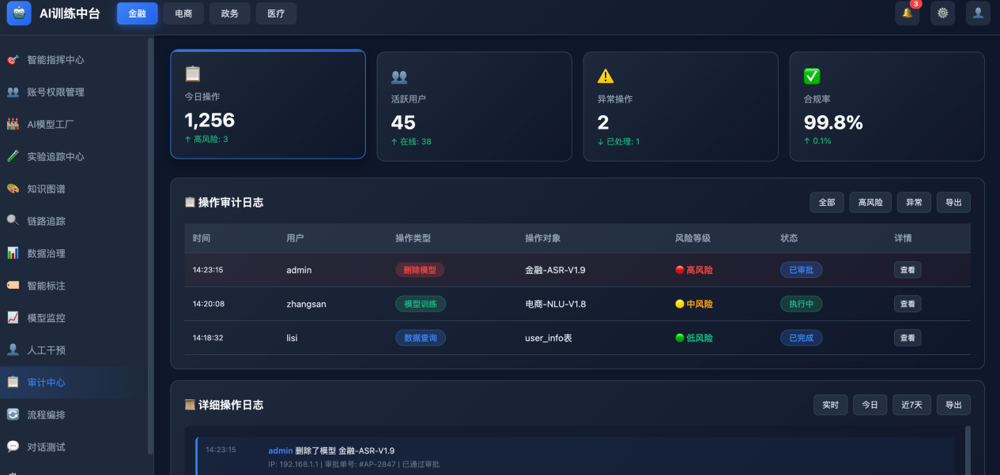 AI训练中台 金融 电商 政务 医疗 3
智能指挥中心
账号权限管理
AI模型工厂
实验追踪中心
知识图谱
链路追踪
数据治理
智能标注
模型监控
人工干预
审计中心
流程编排
对话测试
今日操作
1,256
↑ 高风险: 3
活跃用户
45
↑ 在线: 38
异常操作
2
↓ 已处理: 1
合规率
99.8%
↑ 0.1%
操作审计日志 全部 高风险 异常 导出
时间 用户 操作类型 操作对象 风险等级 状态 详情
14:23:15 admin 删除模型 金融-ASR-V1.9 高风险 已审批 查看
14:20:08 zhangsan 模型训练 电商-NLU-V1.8 中风险 执行中 查看
14:18:32 lisi 数据查询 user_info表 低风险 已完成 查看
详细操作日志 实时 今日 近7天 导出
14:23:15 admin 删除了模型 金融-ASR-V1.9
IP: 192.168.1.1 | 审批单号: #AP-2847 | 已通过审批